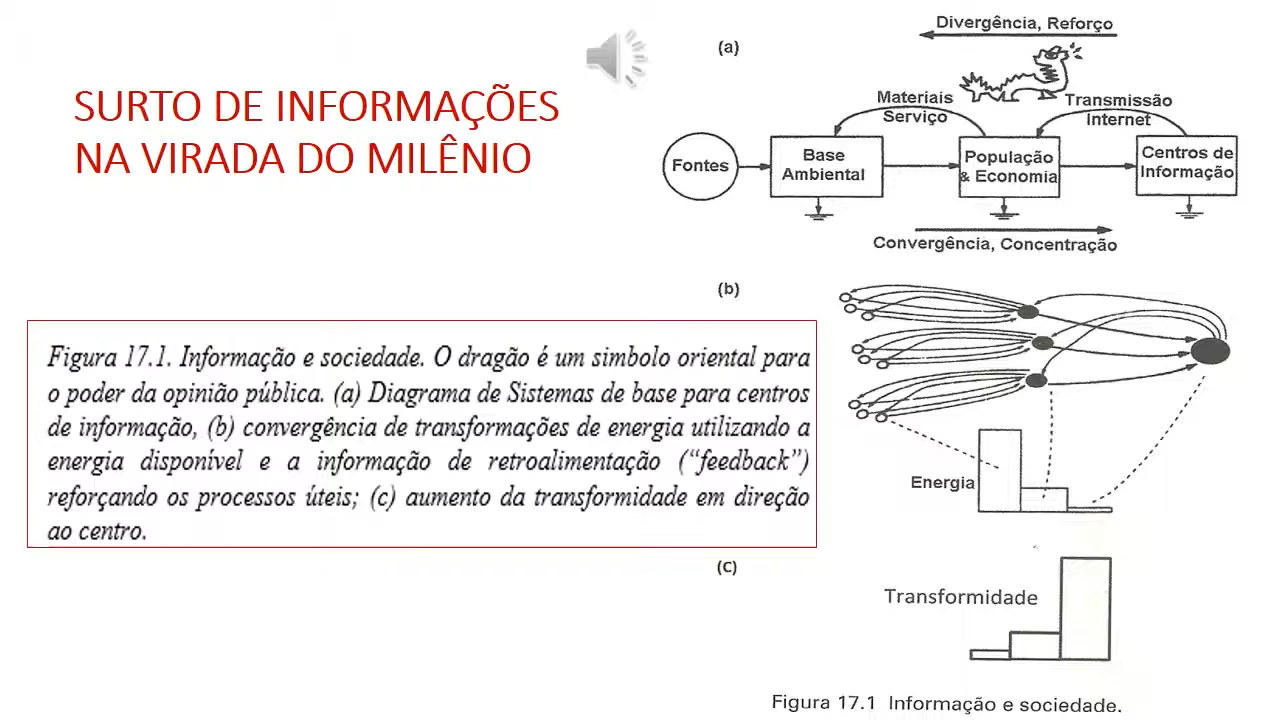 SURTO DE INFORMAÇÕES
NA VIRADA DO MILÊNIO
Figura 17.1. Informação e sociedade. O dragão é um simbolo oriental para
o poder da opinião pública. (a) Diagrama de Sistemas de base para centros
de informação, (b) convergência de transformações de energia utilizando a
energia disponível e a informação de retroalimentação (“feedback”)
reforçando os processos úteis; (c) aumento da transformidade em direção
ao centro.
(a)
Divergência, Reforço
Materiais
Serviço
Transmissão
Internet
Fontes
Base
Ambiental
População
& Economia
Centros de
Informação
Convergência, Concentração
(b)
Energia
(C)
Transformidade
Figura 17.1 Informação e sociedade.